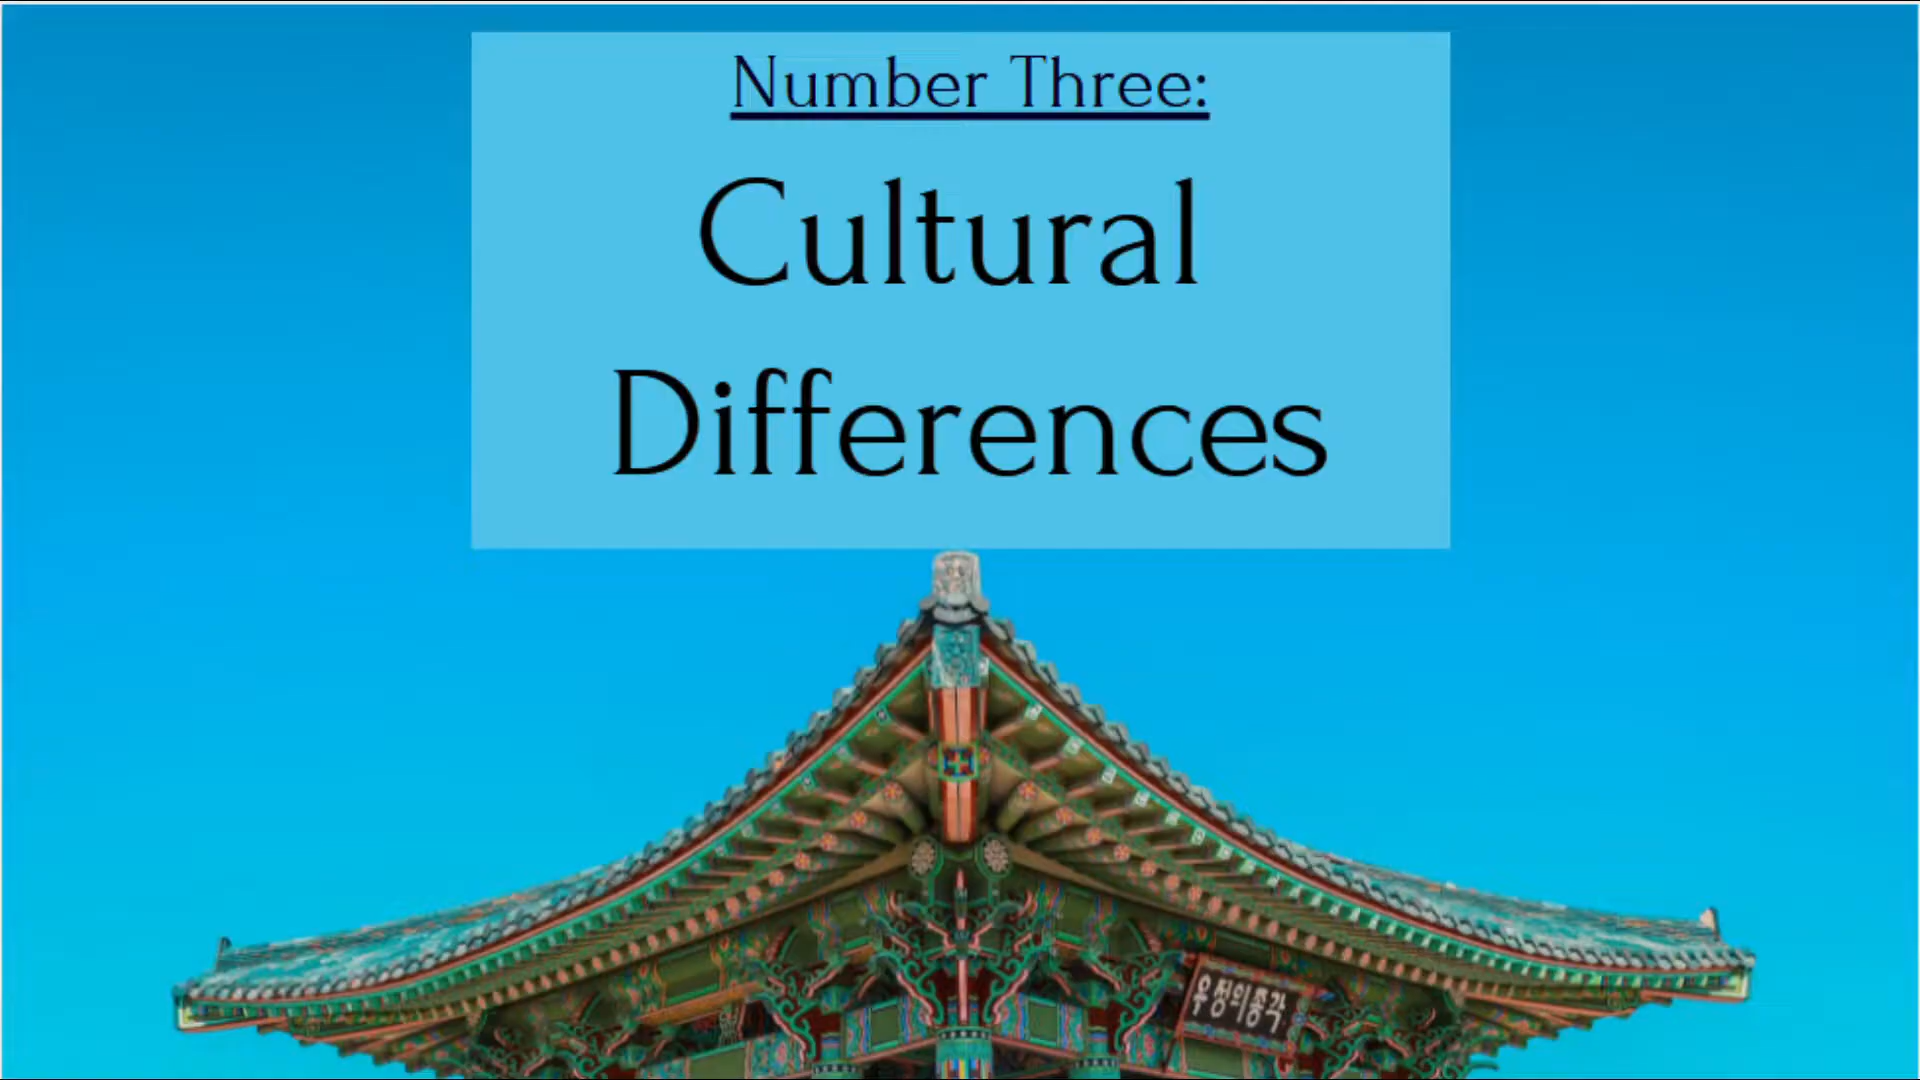 Number Three:
Cultural
Differences
우정의종각